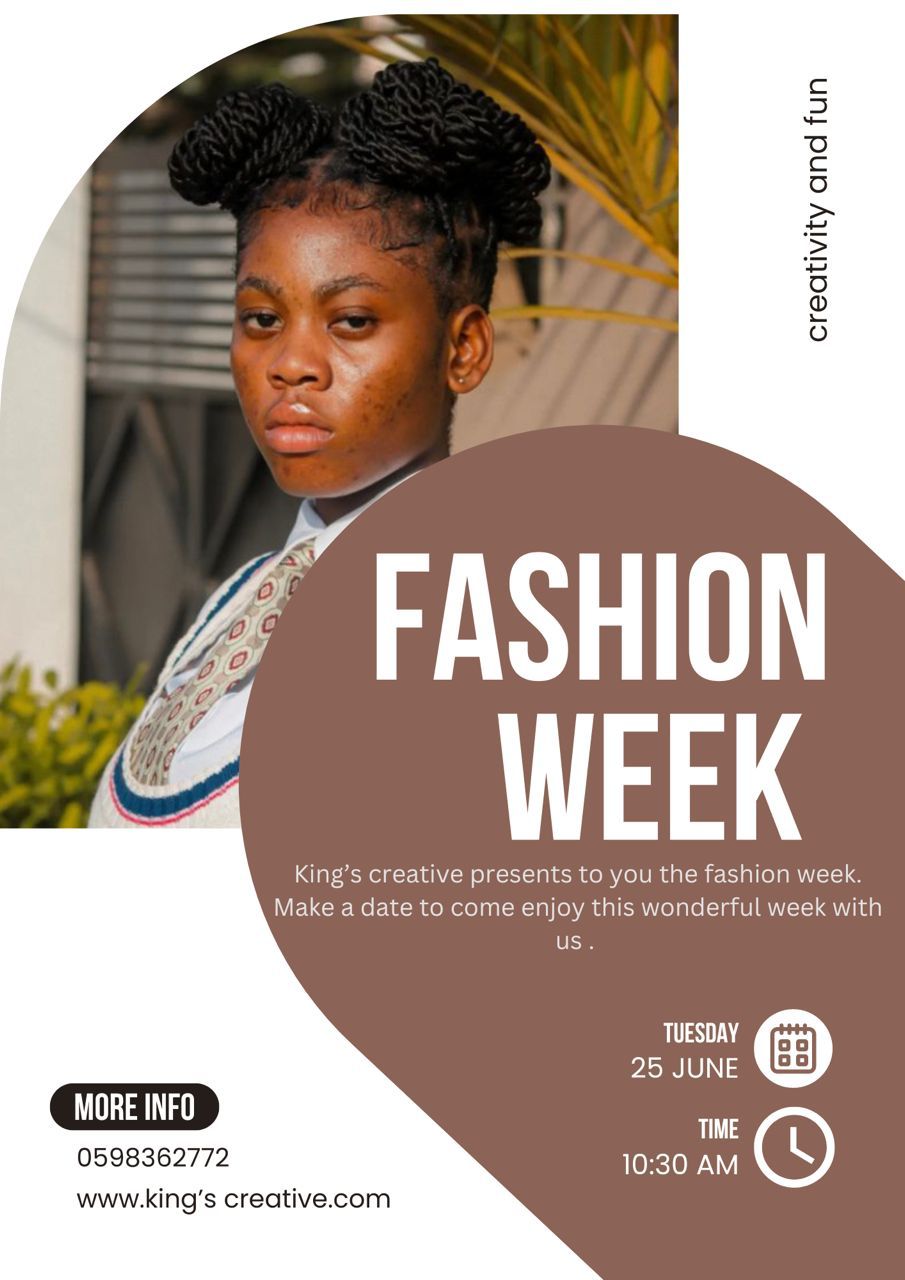 creativity and fun
FASHION
WEEK
King’s creative presents to you the fashion week.
Make a date to come enjoy this wonderful week with
us .
TUESDAY
25 JUNE
TIME
10:30 AM
MORE INFO
0598362772
www.king’s creative.com